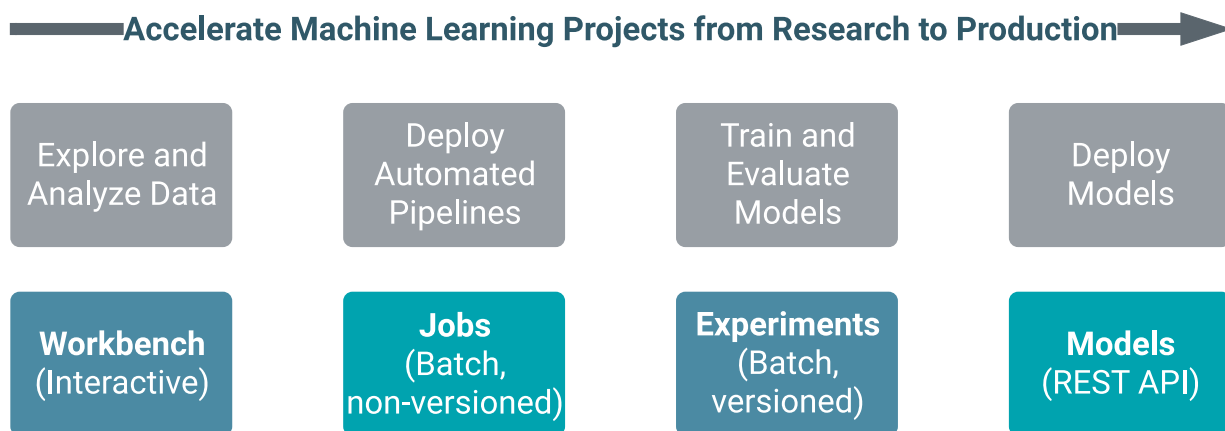 Accelerate Machine Learning Projects from Research to Production
Explore and
Analyze Data
Deploy
Automated
Pipelines
Train and
Evaluate
Models
Deploy
Models
Workbench
(Interactive)
Jobs
(Batch,
non-versioned)
Experiments
(Batch,
versioned)
Models
(REST API)